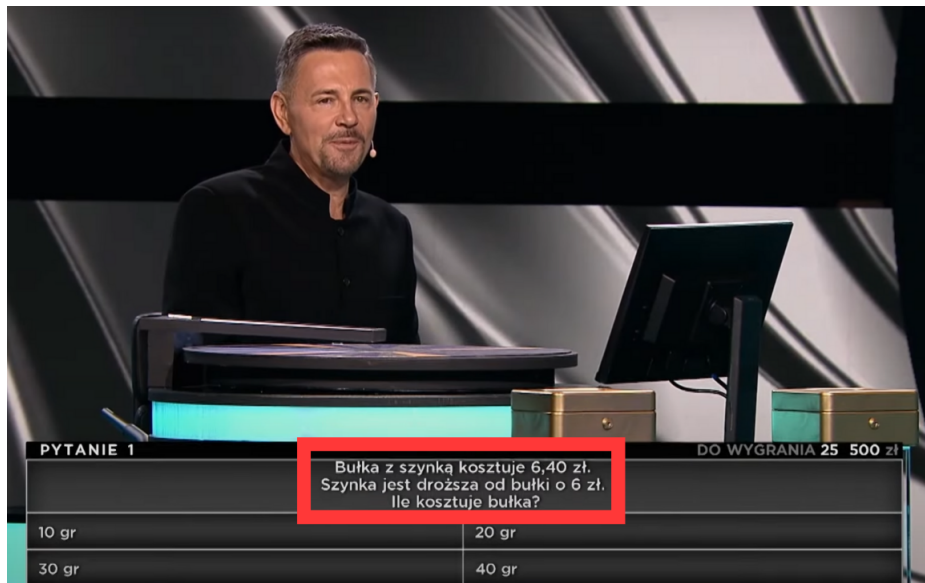 PYTANIE 1
DO WYGRANIA 25 500 zł
Bułka z szynką kosztuje 6,40 zł.
Szynka jest droższa od bułki o 6 zł.
Ile kosztuje bułka?
10 gr
20 gr
30 gr
40 gr